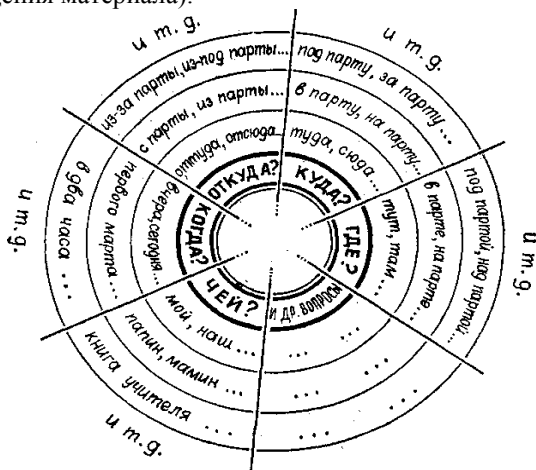 дения материала).
и т.д.
и т.д.
из-за парты, из-под парты...
под парту, за парту...
с парты, из парты...
в парту, на парту...
оттуда, отсюда
туда, сюда...
ОТКУДА?
КУДА?
и т.д.
в два часа ...
первого марта...
вчера, сегодня...
КОГДА?
ГДЕ?
тут, там...
в парте, на парте...
под партой, над партой...
и т.д.
ЧЕЙ?
И ДР. ВОПРОСЫ
мой, наш ...
...
папин, мамин ...
... ...
книга учителя ...
... ... ...
и т.д.